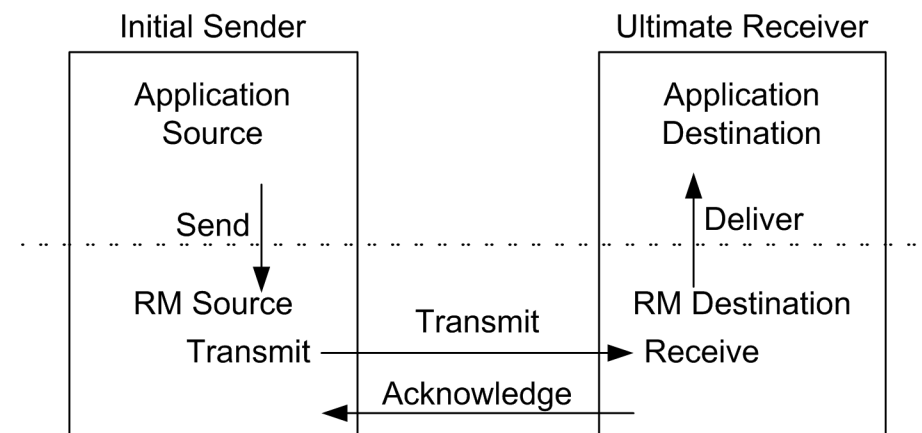 Initial Sender
Ultimate Receiver
Application
Source
Application
Destination
Send
Deliver
RM Source
RM Destination
Transmit
Transmit
Receive
Acknowledge